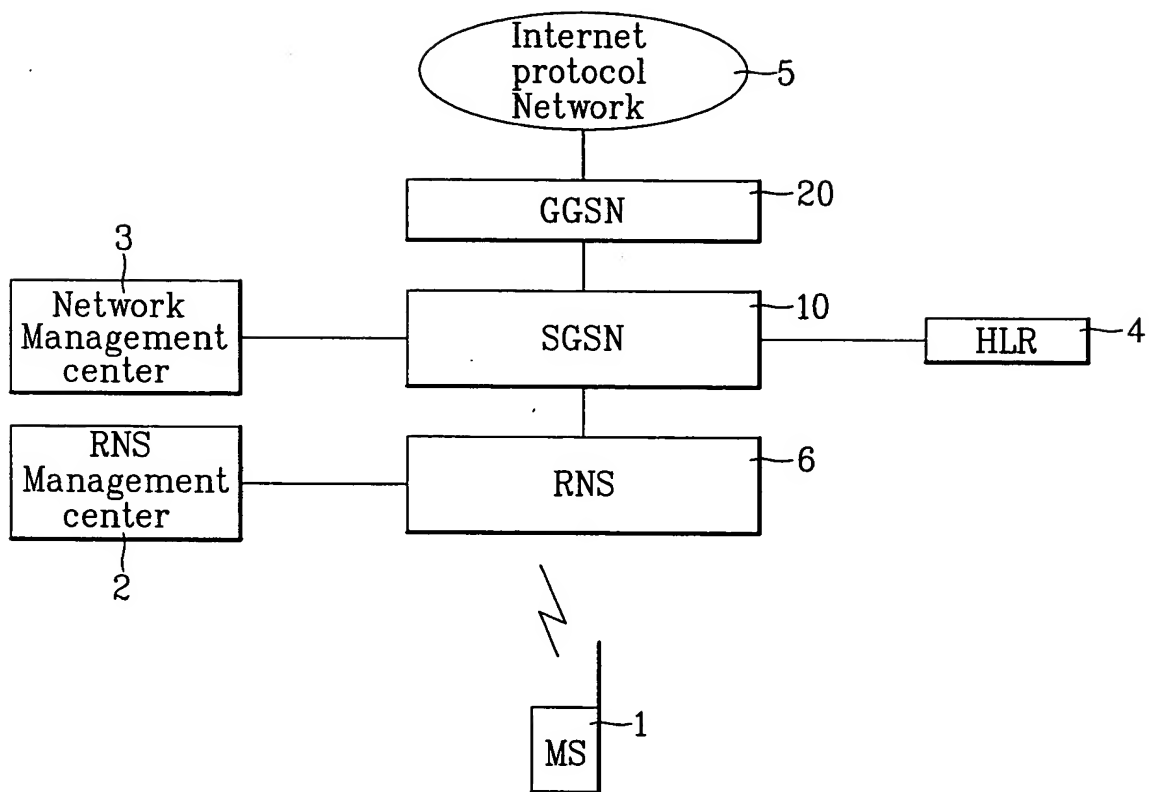 Internet
protocol
Network
5
GGSN
20
3
Network
Management
center
SGSN
10
HLR
4
RNS
Management
center
2
RNS
6
MS
1